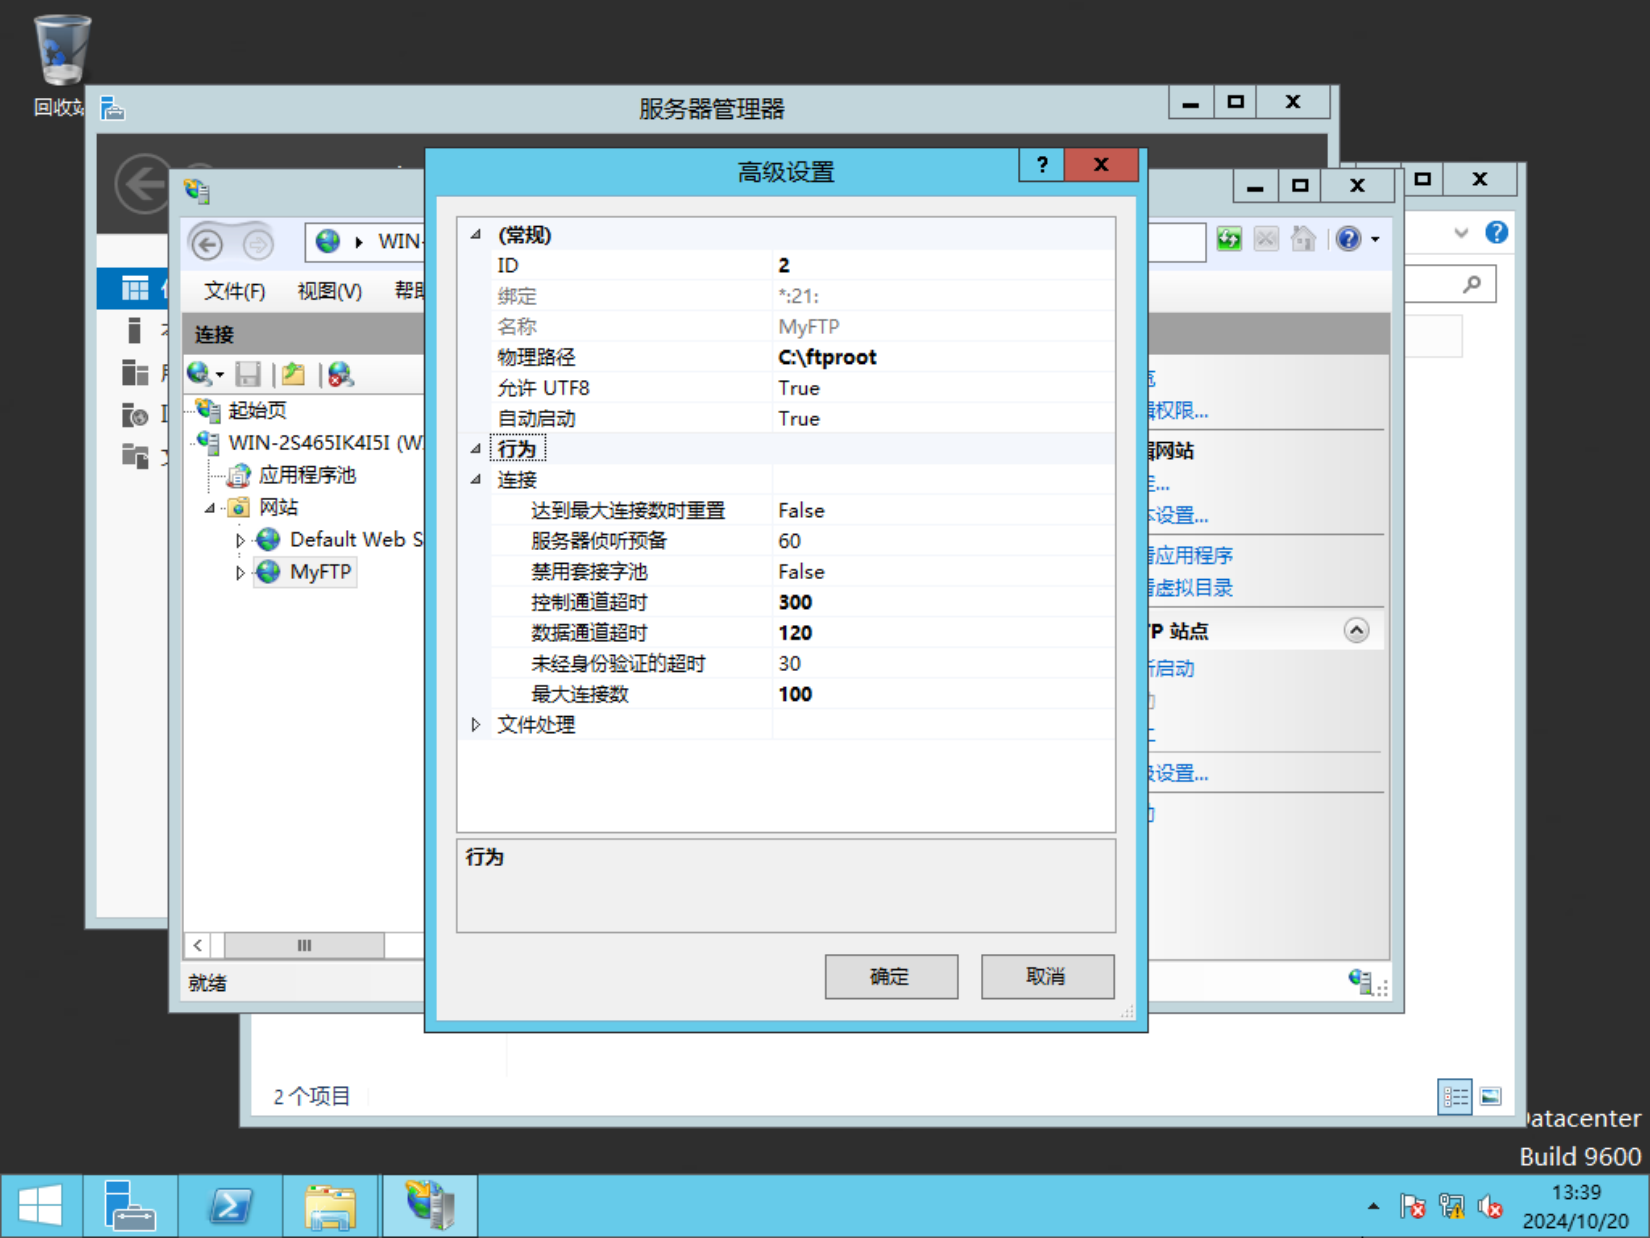 回收站
服务器管理器
高级设置
?
WIN-
文件(F) 视图(V) 帮助
连接
起始页
WIN-2S465IK4I5I (W
应用程序池
网站
Default Web S
MyFTP
就绪
(常规)
ID 2
绑定 *:21:
名称 MyFTP
物理路径 C:\ftproot
允许 UTF8 True
自动启动 True
行为
连接
达到最大连接数时重置 False
服务器侦听预备 60
禁用套接字池 False
控制通道超时 300
数据通道超时 120
未经身份验证的超时 30
最大连接数 100
文件处理
行为
确定 取消
权限...
网站
...
设置...
应用程序
虚拟目录
P 站点
启动
设置...
2 个项目
Datacenter
Build 9600
13:39
2024/10/20